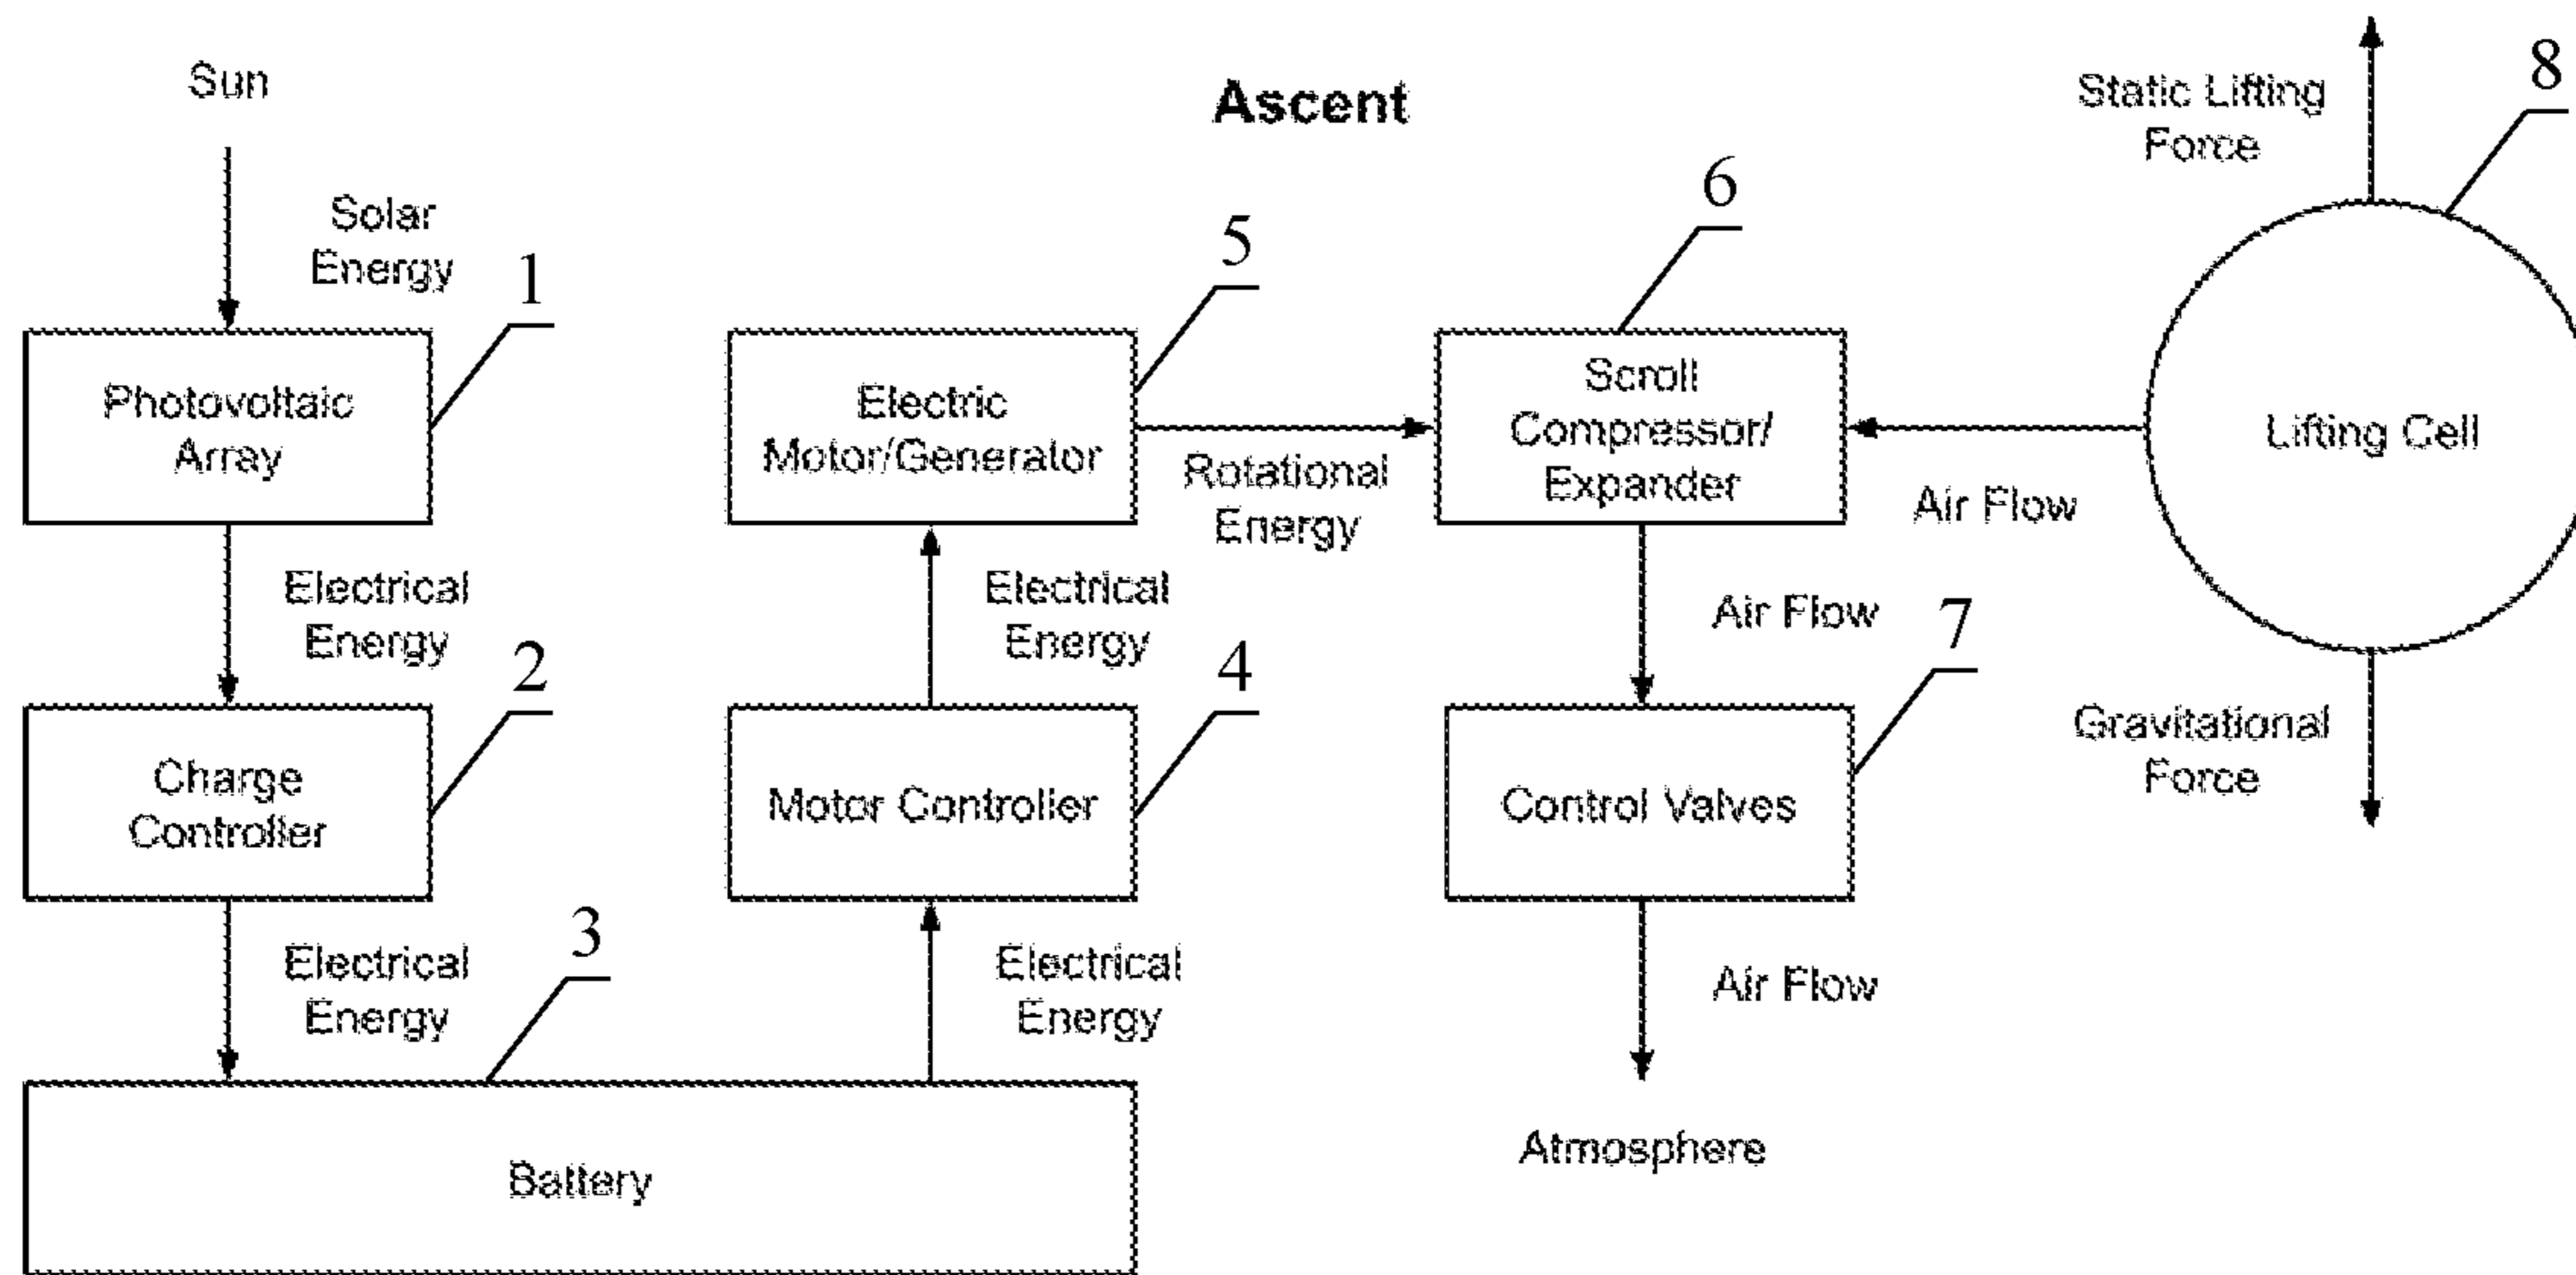 Ascent
Sun
Solar
Energy
1
Photovoltaic
Array
Electrical
Energy
2
Charge
Controller
Electrical
Energy
3
Battery
Electrical
Energy
4
Motor Controller
Electrical
Energy
5
Electric
Motor/Generator
Rotational
Energy
6
Scroll
Compressor/
Expander
Air Flow
7
Control Valves
Air Flow
Atmosphere
Air Flow
8
Static Lifting
Force
Lifting Cell
Gravitational
Force